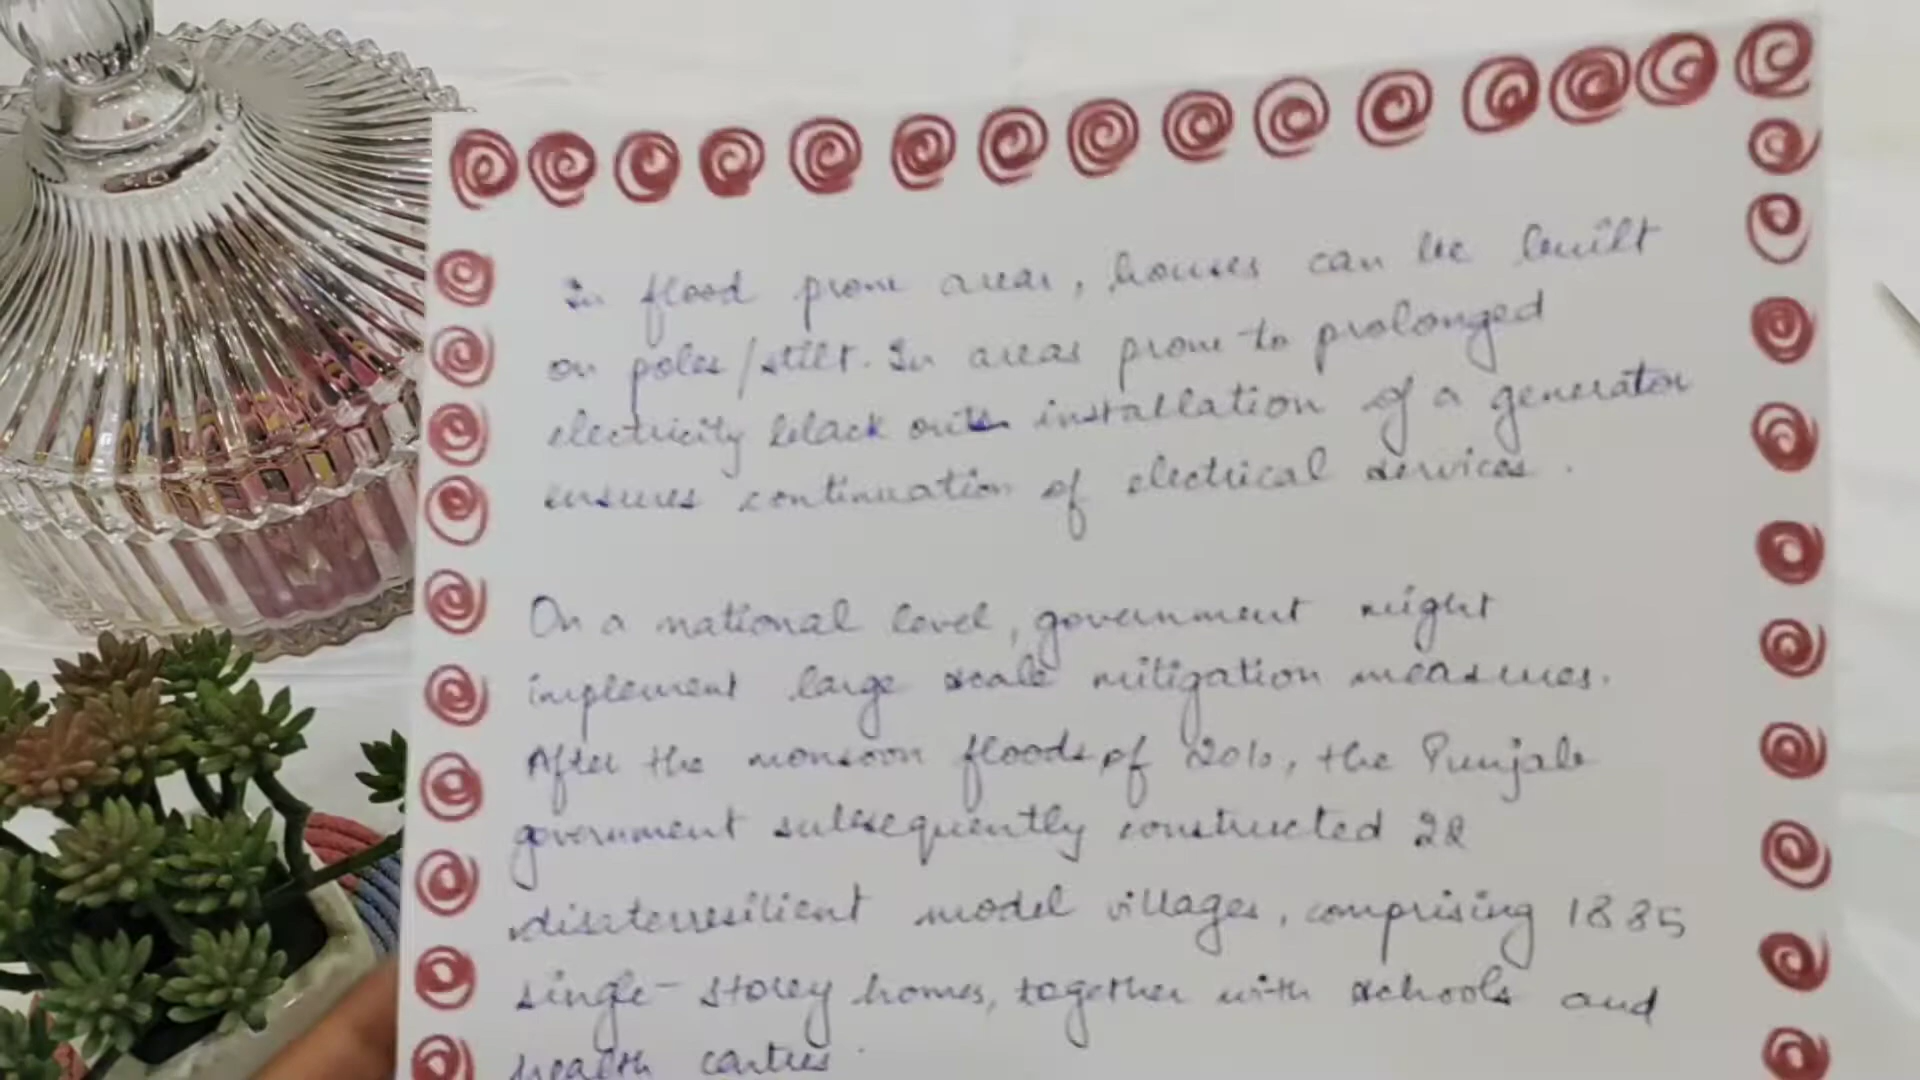 In flood prone areas, houses can be built
on poles/stilt. In areas prone to prolonged
electricity black outs installation of a generator
ensures continuation of electrical services.
On a national level, government might
implement large scale mitigation measures.
After the monsoon floods of 2010, the Punjab
government subsequently constructed 22
disaterresilient model villages, comprising 1885
single-storey homes, together with schools and
health